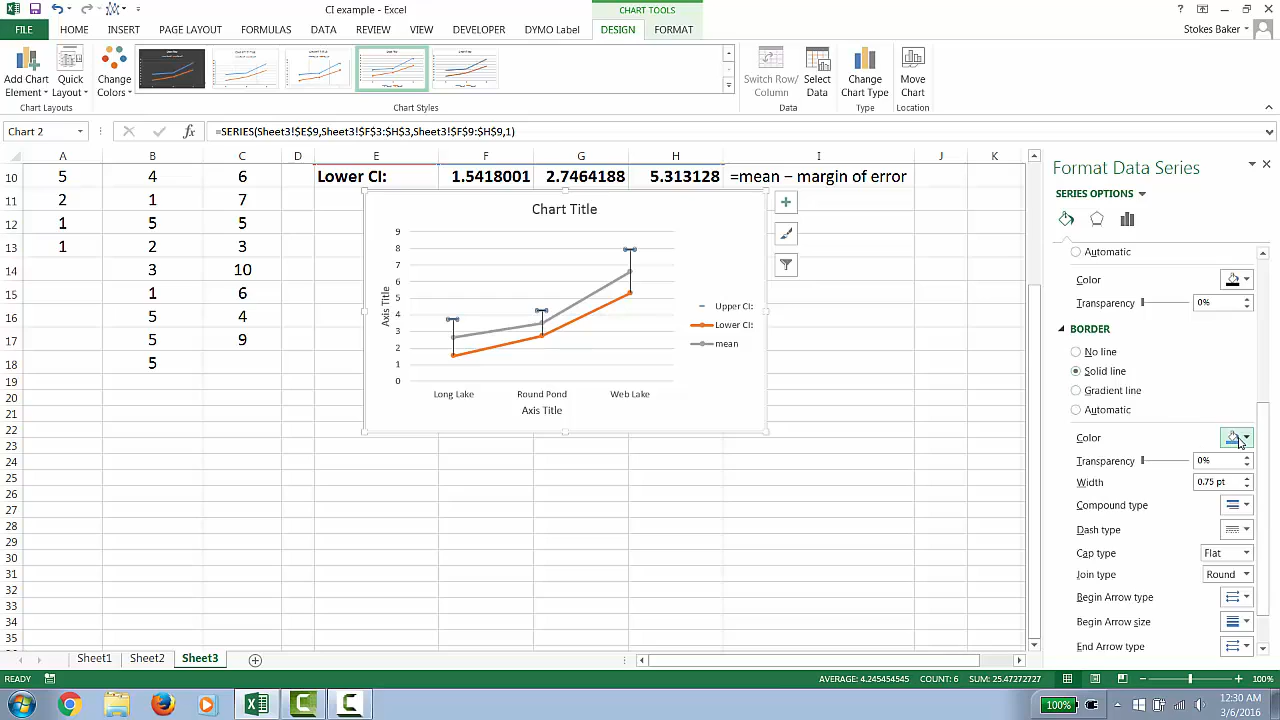 CI example - Excel
CHART TOOLS
FILE HOME INSERT PAGE LAYOUT FORMULAS DATA REVIEW VIEW DEVELOPER DYMO Label DESIGN FORMAT Stokes Baker
Add Chart Element Quick Layout Change Colors Switch Row/ Column Select Data Change Chart Type Move Chart
Chart Layouts Chart Styles Data Type Location
Chart 2 fx =SERIES(Sheet3!$E$9,Sheet3!$F$3:$H$3,Sheet3!$F$9:$H$9,1)
A B C D E F G H I J K
10 5 4 6 Lower CI: 1.5418001 2.7464188 5.313128 =mean − margin of error
11 2 1 7
12 1 5 5
13 1 2 3
14 3 10
15 1 6
16 5 4
17 5 9
18 5
19
20
21
22
23
24
25
26
27
28
29
30
31
32
33
34
35
Chart Title
9
8
7
6
5
4
3
2
1
0
Axis Title
Long Lake Round Pond Web Lake
Axis Title
Upper CI:
Lower CI:
mean
Format Data Series
SERIES OPTIONS
Automatic
Color
Transparency 0%
BORDER
No line
Solid line
Gradient line
Automatic
Color
Transparency 0%
Width 0.75 pt
Compound type
Dash type
Cap type Flat
Join type Round
Begin Arrow type
Begin Arrow size
End Arrow type
Sheet1 Sheet2 Sheet3
READY AVERAGE: 4.245454545 COUNT: 6 SUM: 25.47272727 100%
100% 12:30 AM
3/6/2016